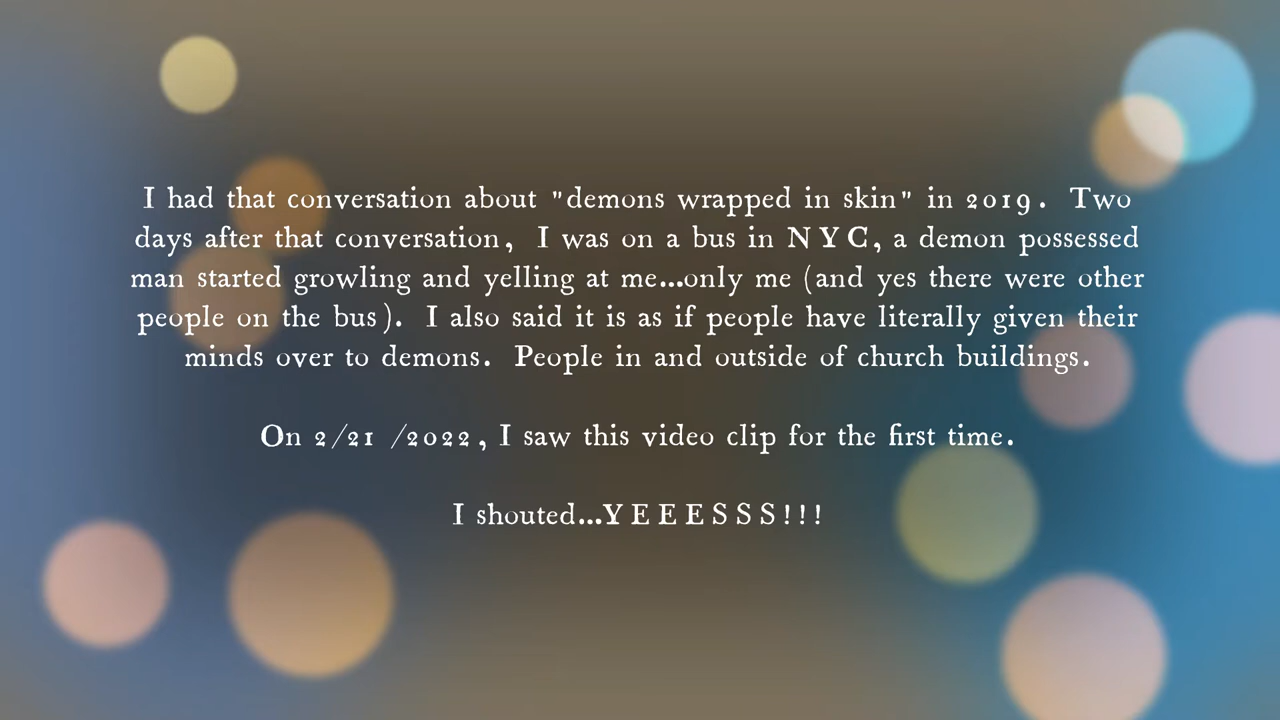 I had that conversation about "demons wrapped in skin" in 2019. Two
days after that conversation, I was on a bus in NYC, a demon possessed
man started growling and yelling at me...only me (and yes there were other
people on the bus). I also said it is as if people have literally given their
minds over to demons. People in and outside of church buildings.
On 2/21 /2022, I saw this video clip for the first time.
I shouted...YEEESSS!!!